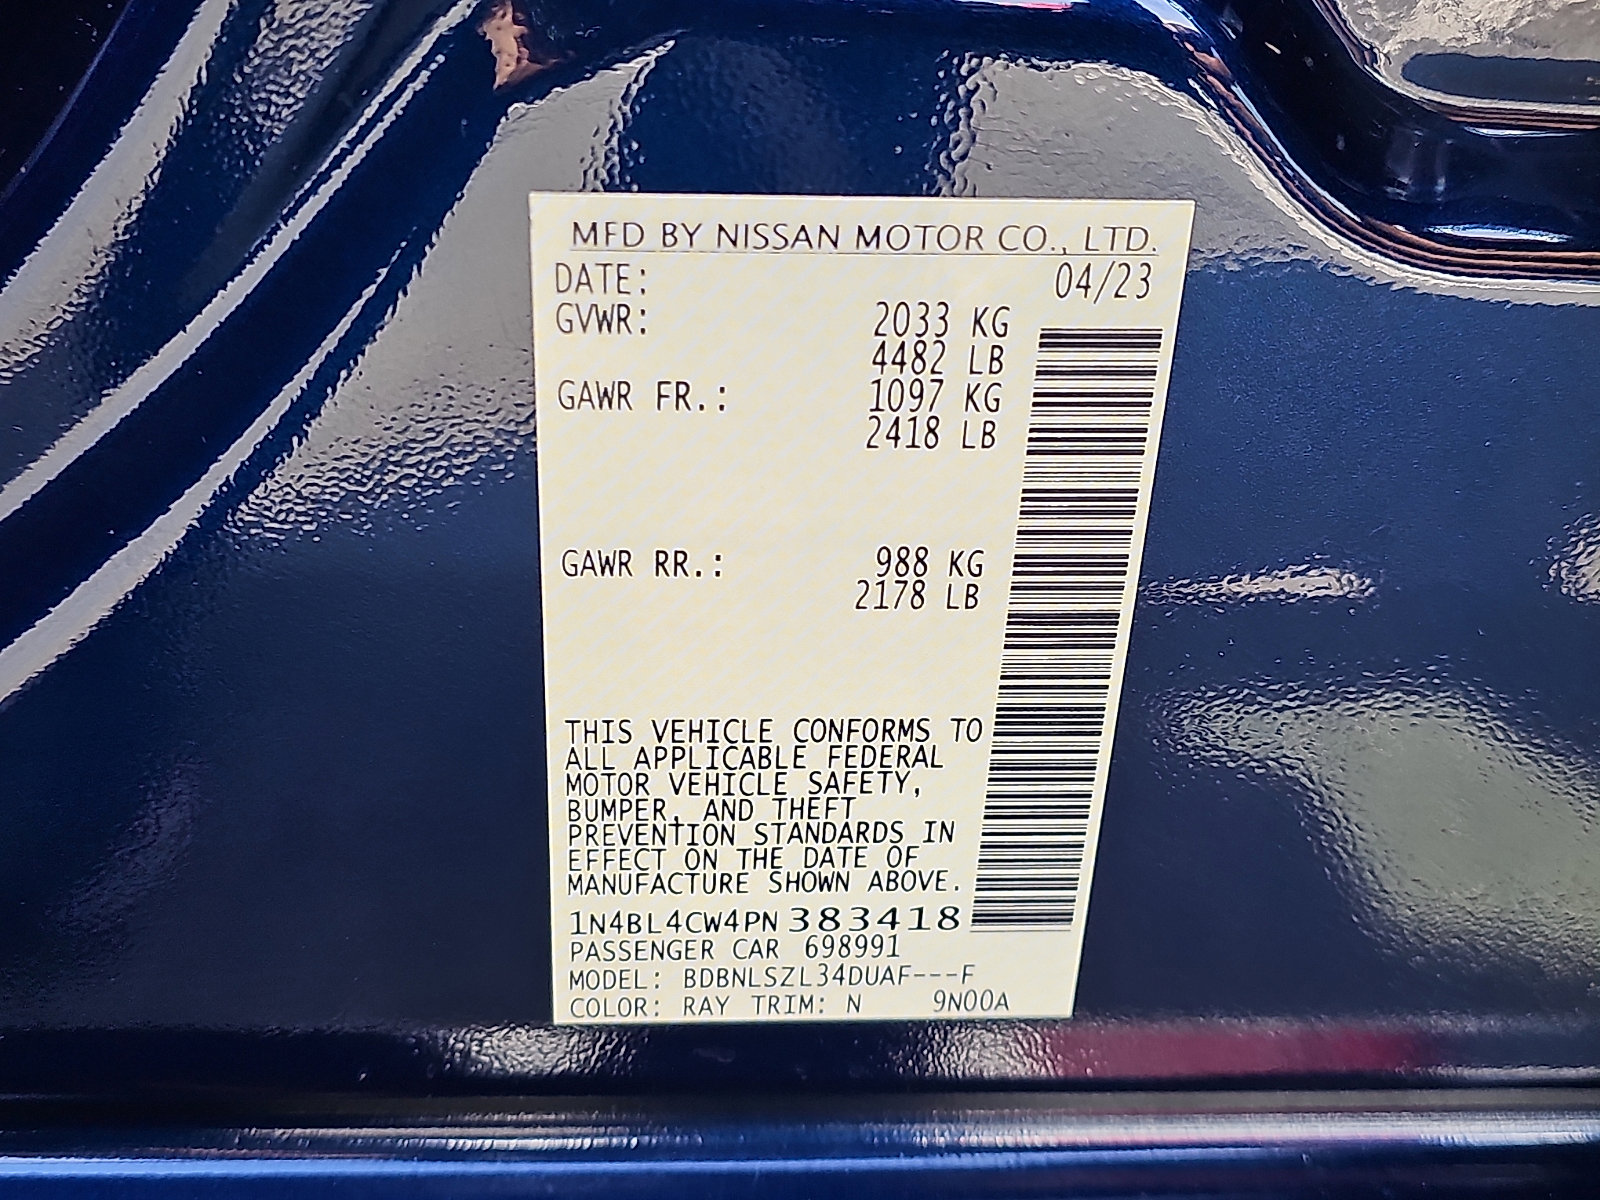 MFD BY NISSAN MOTOR CO., LTD.
DATE: 04/23
GVWR: 2033 KG
4482 LB
GAWR FR.: 1097 KG
2418 LB
GAWR RR.: 988 KG
2178 LB
THIS VEHICLE CONFORMS TO
ALL APPLICABLE FEDERAL
MOTOR VEHICLE SAFETY,
BUMPER, AND THEFT
PREVENTION STANDARDS IN
EFFECT ON THE DATE OF
MANUFACTURE SHOWN ABOVE.
1N4BL4CW4PN383418
PASSENGER CAR 698991
MODEL: BDBNLSZL34DUAF---F
COLOR: RAY TRIM: N 9N00A